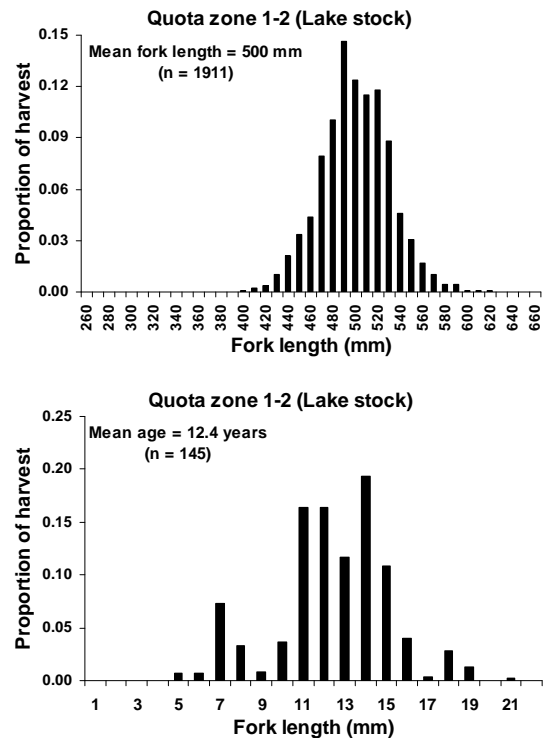 Quota zone 1-2 (Lake stock)
Mean fork length = 500 mm
(n = 1911)
Proportion of harvest
0.15
0.12
0.09
0.06
0.03
0.00
260 280 300 320 340 360 380 400 420 440 460 480 500 520 540 560 580 600 620 640 660
Fork length (mm)
Quota zone 1-2 (Lake stock)
Mean age = 12.4 years
(n = 145)
Proportion of harvest
0.25
0.20
0.15
0.10
0.05
0.00
1 3 5 7 9 11 13 15 17 19 21
Fork length (mm)